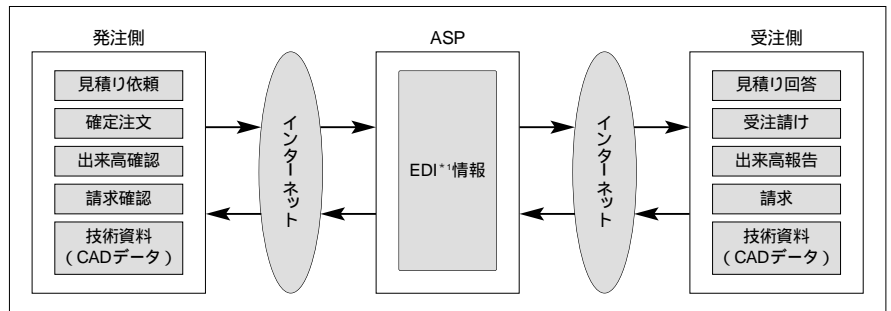 発注側
見積り依頼
確定注文
出来高確認
請求確認
技術資料
（CADデータ）
インターネット
ASP
EDI*1情報
インターネット
受注側
見積り回答
受注請け
出来高報告
請求
技術資料
（CADデータ）